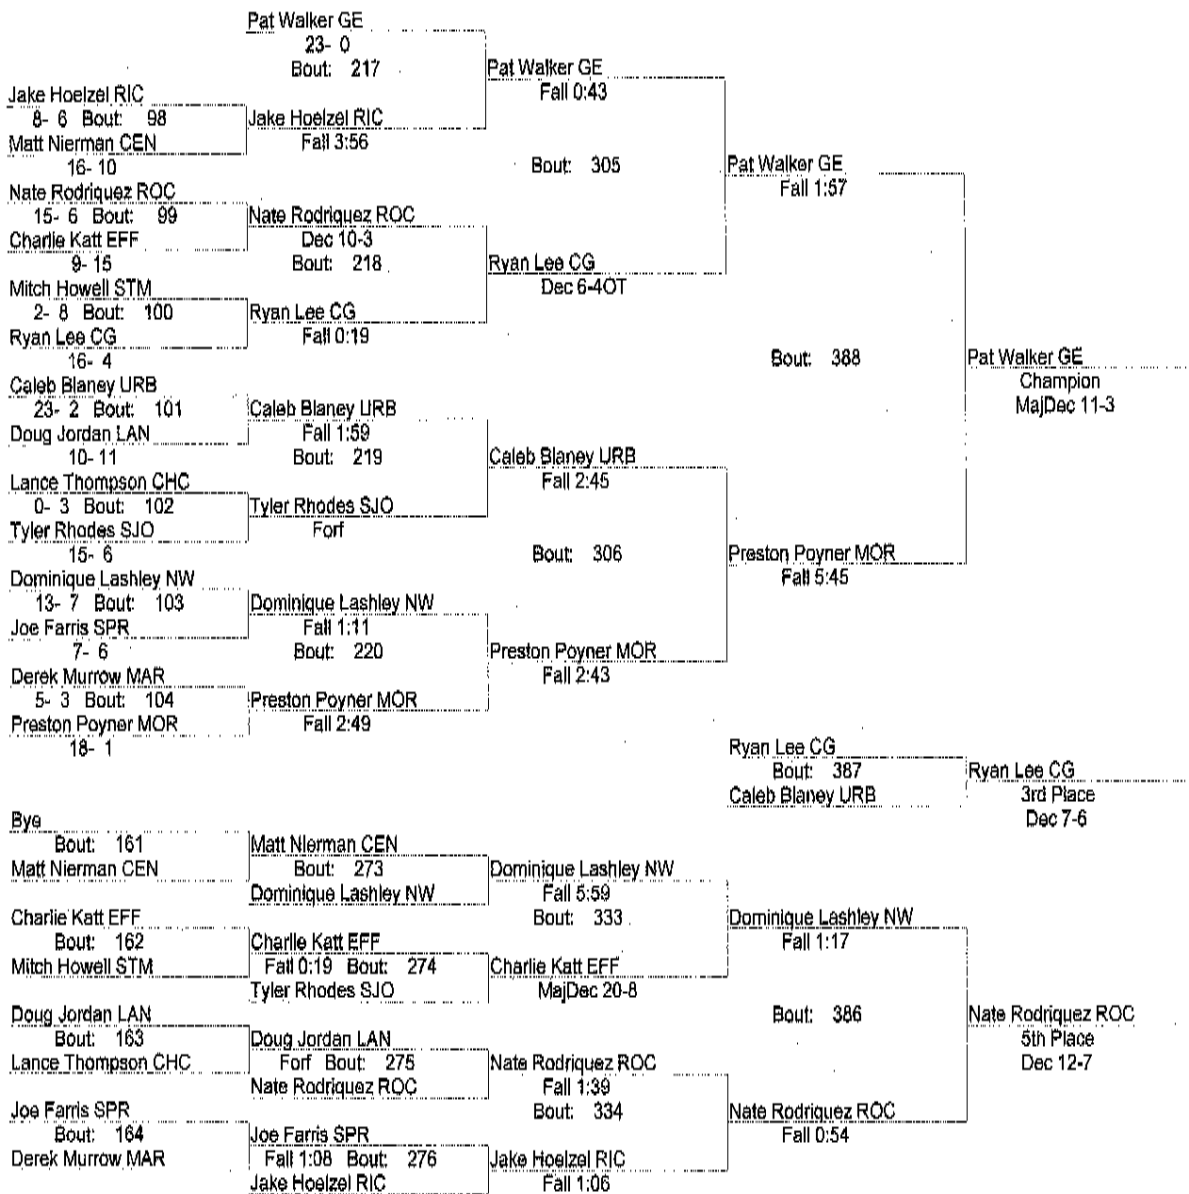 Pat Walker GE
23- 0
Bout: 217
Pat Walker GE
Fall 0:43
Jake Hoelzel RIC
8- 6 Bout: 98
Jake Hoelzel RIC
Fall 3:56
Matt Nierman CEN
16- 10
Bout: 305
Pat Walker GE
Fall 1:57
Nate Rodriquez ROC
15- 6 Bout: 99
Nate Rodriquez ROC
Dec 10-3
Charlie Katt EFF
9- 15
Bout: 218
Ryan Lee CG
Dec 6-4OT
Mitch Howell STM
2- 8 Bout: 100
Ryan Lee CG
Fall 0:19
Ryan Lee CG
16- 4
Bout: 388
Pat Walker GE
Champion
MajDec 11-3
Caleb Blaney URB
23- 2 Bout: 101
Caleb Blaney URB
Fall 1:59
Doug Jordan LAN
10- 11
Bout: 219
Caleb Blaney URB
Fall 2:45
Lance Thompson CHC
0- 3 Bout: 102
Tyler Rhodes SJO
Forf
Tyler Rhodes SJO
15- 6
Bout: 306
Preston Poyner MOR
Fall 5:45
Dominique Lashley NW
13- 7 Bout: 103
Dominique Lashley NW
Fall 1:11
Joe Farris SPR
7- 6
Bout: 220
Preston Poyner MOR
Fall 2:43
Derek Murrow MAR
5- 3 Bout: 104
Preston Poyner MOR
Fall 2:49
Preston Poyner MOR
18- 1
Ryan Lee CG
Bout: 387
Caleb Blaney URB
Ryan Lee CG
3rd Place
Dec 7-6
Bye
Bout: 161
Matt Nierman CEN
Matt Nierman CEN
Bout: 273
Dominique Lashley NW
Dominique Lashley NW
Fall 5:59
Bout: 333
Dominique Lashley NW
Fall 1:17
Charlie Katt EFF
Bout: 162
Mitch Howell STM
Charlie Katt EFF
Fall 0:19 Bout: 274
Tyler Rhodes SJO
Charlie Katt EFF
MajDec 20-8
Bout: 386
Nate Rodriquez ROC
5th Place
Dec 12-7
Doug Jordan LAN
Bout: 163
Lance Thompson CHC
Doug Jordan LAN
Forf Bout: 275
Nate Rodriquez ROC
Nate Rodriquez ROC
Fall 1:39
Bout: 334
Nate Rodriquez ROC
Fall 0:54
Joe Farris SPR
Bout: 164
Derek Murrow MAR
Joe Farris SPR
Fall 1:08 Bout: 276
Jake Hoelzel RIC
Jake Hoelzel RIC
Fall 1:06